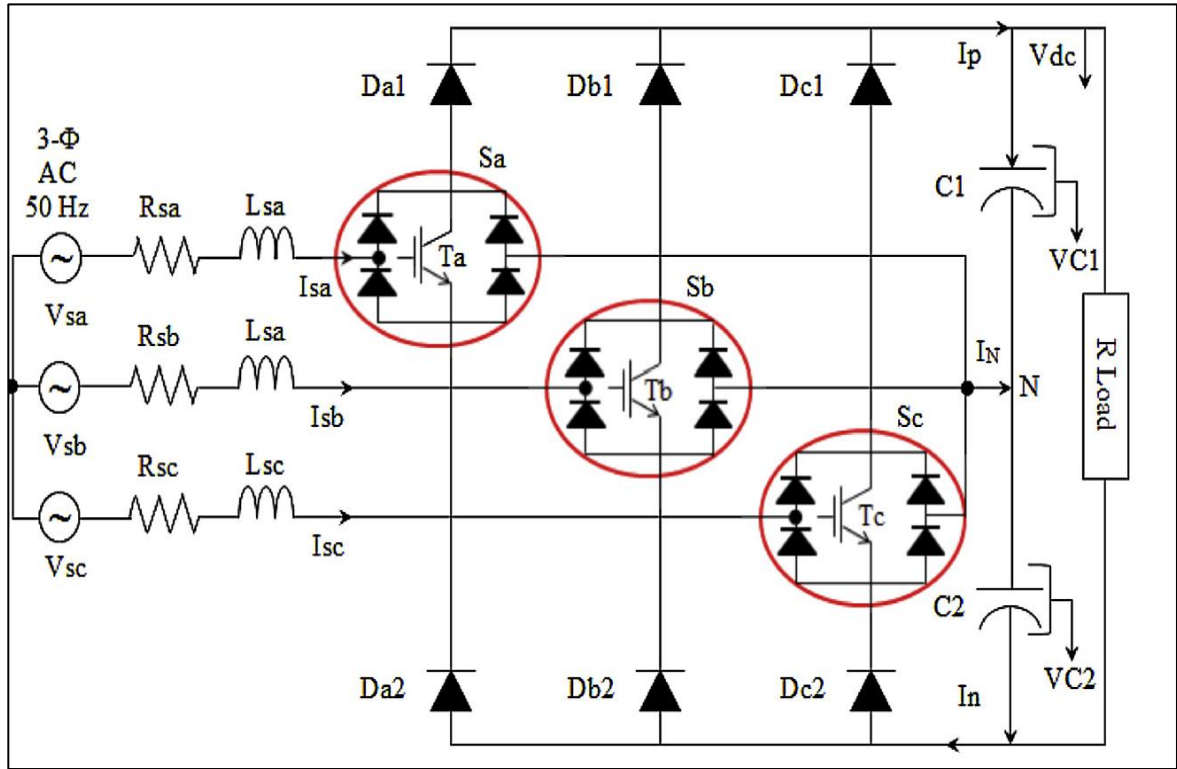 Da1
Db1
Dc1
Ip
Vdc
3-Φ
AC
50 Hz
Rsa
Lsa
Sa
C1
Ta
Isa
Vsa
VC1
Rsb
Lsa
Sb
Tb
Isb
Vsb
IN
N
R Load
Rsc
Lsc
Sc
Tc
Isc
Vsc
C2
VC2
Da2
Db2
Dc2
In